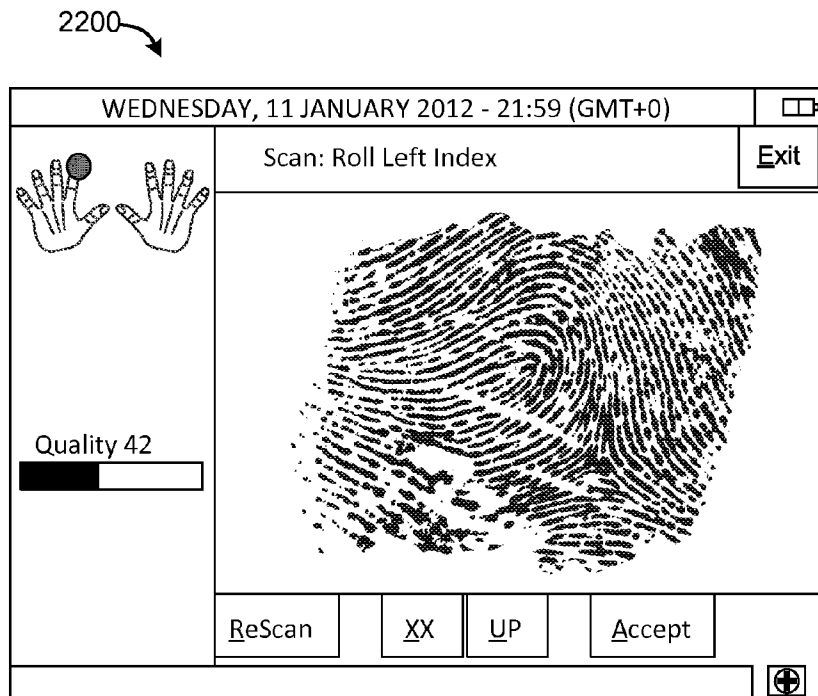 2200
WEDNESDAY, 11 JANUARY 2012 - 21:59 (GMT+0)
Scan: Roll Left Index
Exit
Quality 42
ReScan
XX
UP
Accept